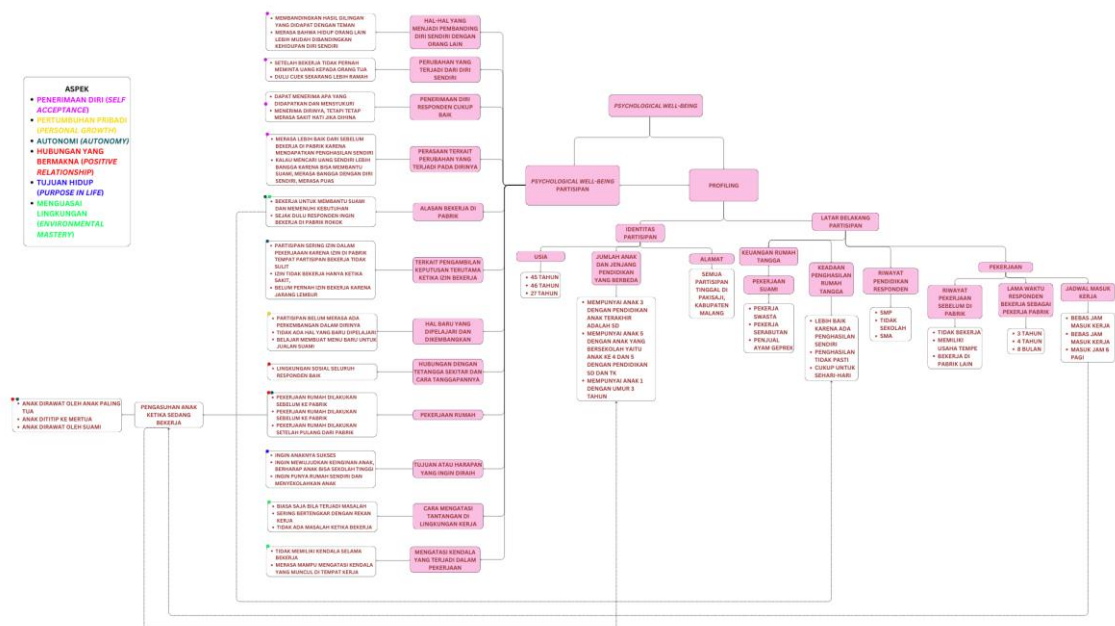 ASPEK
PENERIMAAN DIRI (SELF
ACCEPTANCE)
PERTUMBUHAN PRIBADI
(PERSONAL GROWTH)
AUTONOMI (AUTONOMY)
HUBUNGAN YANG
BERMAKNA (POSITIVE
RELATIONSHIP)
TUJUAN HIDUP
(PURPOSE IN LIFE)
MENGUASAI
LINGKUNGAN
(ENVIRONMENTAL
MASTERY)
MEMBANDINGKAN HASIL GILINGAN
YANG DIDAPAT DENGAN TEMAN
MERASA BAHWA HIDUP ORANG LAIN
LEBIH MUDAH DIBANDINGKAN
KEHIDUPAN DIRI SENDIRI
HAL-HAL YANG
MENJADI PEMBANDING
DIRI SENDIRI DENGAN
ORANG LAIN
SETELAH BEKERJA TIDAK PERNAH
MEMINTA UANG KEPADA ORANG TUA
DULU CUEK SEKARANG LEBIH RAMAH
PERUBAHAN YANG
TERJADI DARI DIRI
SENDIRI
DAPAT MENERIMA APA YANG
DIDAPATKAN DAN MENSYUKURI
MENERIMA DIRINYA, TETAPI TETAP
MERASA SAKIT HATI JIKA DIHINA
PENERIMAAN DIRI
RESPONDEN CUKUP
BAIK
MERASA LEBIH BAIK DARI SEBELUM
BEKERJA DI PABRIK KARENA
MENDAPATKAN PENGHASILAN SENDIRI
KALAU MENCARI UANG SENDIRI LEBIH
BANGGA KARENA BISA MEMBANTU
SUAMI, MERASA BANGGA DENGAN DIRI
SENDIRI, MERASA PUAS
PERASAAN TERKAIT
PERUBAHAN YANG
TERJADI PADA DIRINYA
BEKERJA UNTUK MEMBANTU SUAMI
DAN MEMENUHI KEBUTUHAN
SEJAK DULU RESPONDEN INGIN
BEKERJA DI PABRIK ROKOK
ALASAN BEKERJA DI
PABRIK
PARTISIPAN SERING IZIN DALAM
PEKERJAAN KARENA IZIN DI PABRIK
TEMPAT PARTISIPAN BEKERJA TIDAK
SULIT
IZIN TIDAK BEKERJA HANYA KETIKA
SAKIT,
BELUM PERNAH IZIN BEKERJA KARENA
JARANG LEMBUR
TERKAIT PENGAMBILAN
KEPUTUSAN TERUTAMA
KETIKA IZIN BEKERJA
PARTISIPAN BELUM MERASA ADA
PERKEMBANGAN DALAM DIRINYA
TIDAK ADA HAL YANG BARU DIPELAJARI
BELAJAR MEMBUAT MENU BARU UNTUK
JUALAN SUAMI
HAL BARU YANG
DIPELAJARI DAN
DIKEMBANGKAN
LINGKUNGAN SOSIAL SELURUH
RESPONDEN BAIK
HUBUNGAN DENGAN
TETANGGA SEKITAR DAN
CARA TANGGAPANNYA
PEKERJAAN RUMAH DILAKUKAN
SEBELUM KE PABRIK
PEKERJAAN RUMAH DILAKUKAN
SEBELUM KE PABRIK
PEKERJAAN RUMAH DILAKUKAN
SETELAH PULANG DARI PABRIK
PEKERJAAN RUMAH
INGIN ANAKNYA SUKSES
INGIN MEWUJUDKAN KEINGINAN ANAK,
BERHARAP ANAK BISA SEKOLAH TINGGI
INGIN PUNYA RUMAH SENDIRI DAN
MENYEKOLAHKAN ANAK
TUJUAN ATAU HARAPAN
YANG INGIN DIRAIH
BIASA SAJA BILA TERJADI MASALAH
SERING BERTENGKAR DENGAN REKAN
KERJA
TIDAK ADA MASALAH KETIKA BEKERJA
CARA MENGATASI
TANTANGAN DI
LINGKUNGAN KERJA
TIDAK MEMILIKI KENDALA SELAMA
BEKERJA
MERASA MAMPU MENGATASI KENDALA
YANG MUNCUL DI TEMPAT KERJA
MENGATASI KENDALA
YANG TERJADI DALAM
PEKERJAAN
ANAK DIRAWAT OLEH ANAK PALING
TUA
ANAK DITITIP KE MERTUA
ANAK DIRAWAT OLEH SUAMI
PENGASUHAN ANAK
KETIKA SEDANG
BEKERJA
PSYCHOLOGICAL WELL-BEING
PSYCHOLOGICAL WELL-BEING
PARTISIPAN
PROFILING
IDENTITAS
PARTISIPAN
LATAR BELAKANG
PARTISIPAN
USIA
45 TAHUN
46 TAHUN
27 TAHUN
JUMLAH ANAK
DAN JENJANG
PENDIDIKAN
YANG BERBEDA
MEMPUNYAI ANAK 3
DENGAN PENDIDIKAN
ANAK TERAKHIR
ADALAH SD
MEMPUNYAI ANAK 5
DENGAN ANAK YANG
BERSEKOLAH YAITU
ANAK KE 4 DAN 5
DENGAN PENDIDIKAN
SD DAN TK
MEMPUNYAI ANAK 1
DENGAN UMUR 3
TAHUN
ALAMAT
SEMUA
PARTISIPAN
TINGGAL DI
PAKISAJI,
KABUPATEN
MALANG
KEUANGAN RUMAH
TANGGA
PEKERJAAN
SUAMI
PEKERJA
SWASTA
PEKERJA
SERABUTAN
PENJUAL
AYAM GEPREK
KEADAAN
PENGHASILAN
RUMAH
TANGGA
LEBIH BAIK
KARENA ADA
PENGHASILAN
SENDIRI
PENGHASILAN
TIDAK PASTI
CUKUP UNTUK
SEHARI-HARI
RIWAYAT
PENDIDIKAN
RESPONDEN
SMP
TIDAK
SEKOLAH
SMA
PEKERJAAN
RIWAYAT
PEKERJAAN
SEBELUM DI
PABRIK
TIDAK BEKERJA
MEMILIKI
USAHA TEMPE
BEKERJA DI
PABRIK LAIN
LAMA WAKTU
RESPONDEN
BEKERJA SEBAGAI
PEKERJA PABRIK
3 TAHUN
4 TAHUN
8 BULAN
JADWAL MASUK
KERJA
BEBAS JAM
MASUK KERJA
BEBAS JAM
MASUK KERJA
MASUK JAM 5
PAGI